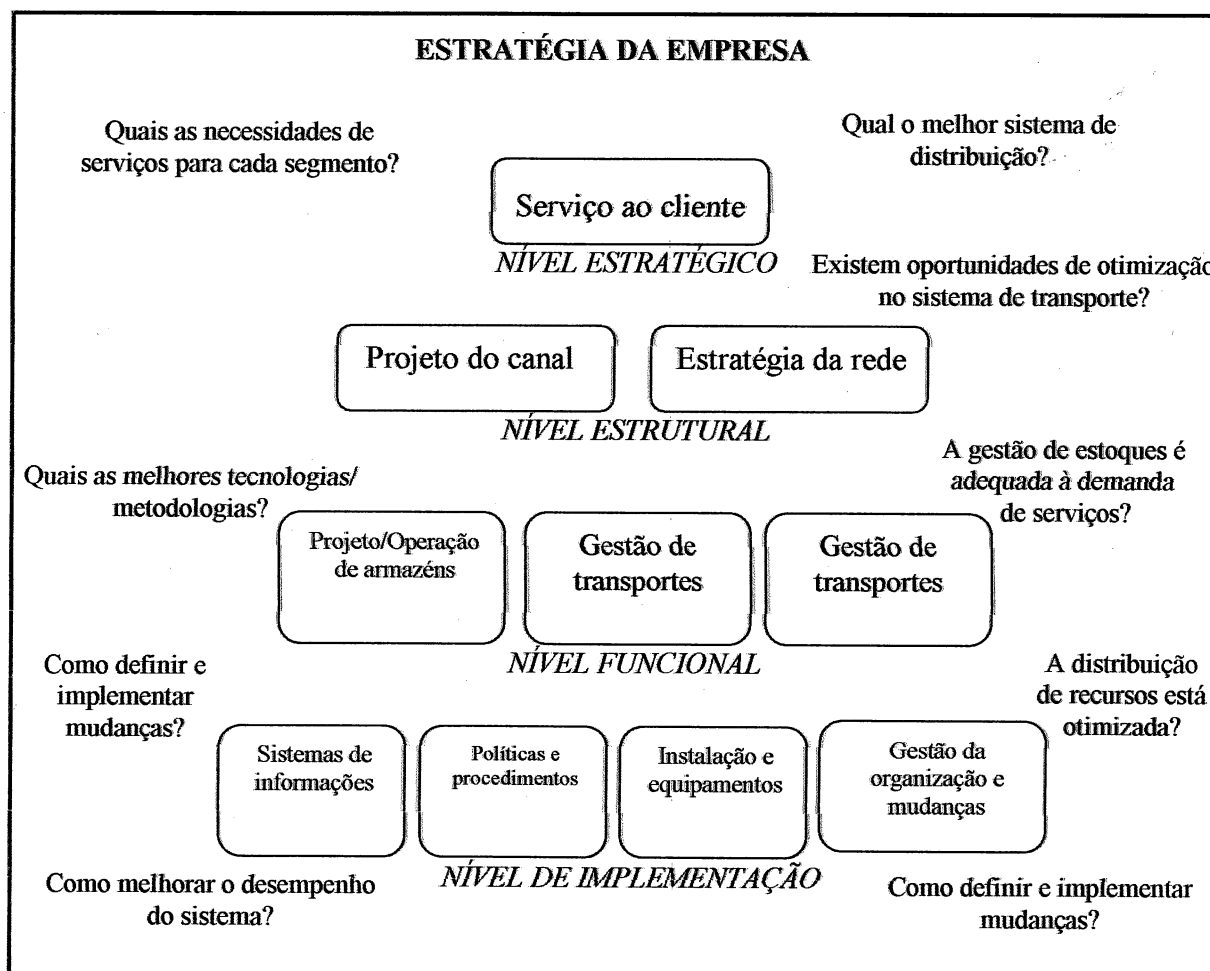 ESTRATÉGIA DA EMPRESA
Quais as necessidades de
serviços para cada segmento?
Qual o melhor sistema de
distribuição?
Serviço ao cliente
NÍVEL ESTRATÉGICO
Existem oportunidades de otimização
no sistema de transporte?
Projeto do canal
Estratégia da rede
NÍVEL ESTRUTURAL
Quais as melhores tecnologias/
metodologias?
A gestão de estoques é
adequada à demanda
de serviços?
Projeto/Operação
de armazéns
Gestão de
transportes
Gestão de
transportes
NÍVEL FUNCIONAL
Como definir e
implementar
mudanças?
A distribuição
de recursos está
otimizada?
Sistemas de
informações
Políticas e
procedimentos
Instalação e
equipamentos
Gestão da
organização e
mudanças
NÍVEL DE IMPLEMENTAÇÃO
Como melhorar o desempenho
do sistema?
Como definir e implementar
mudanças?